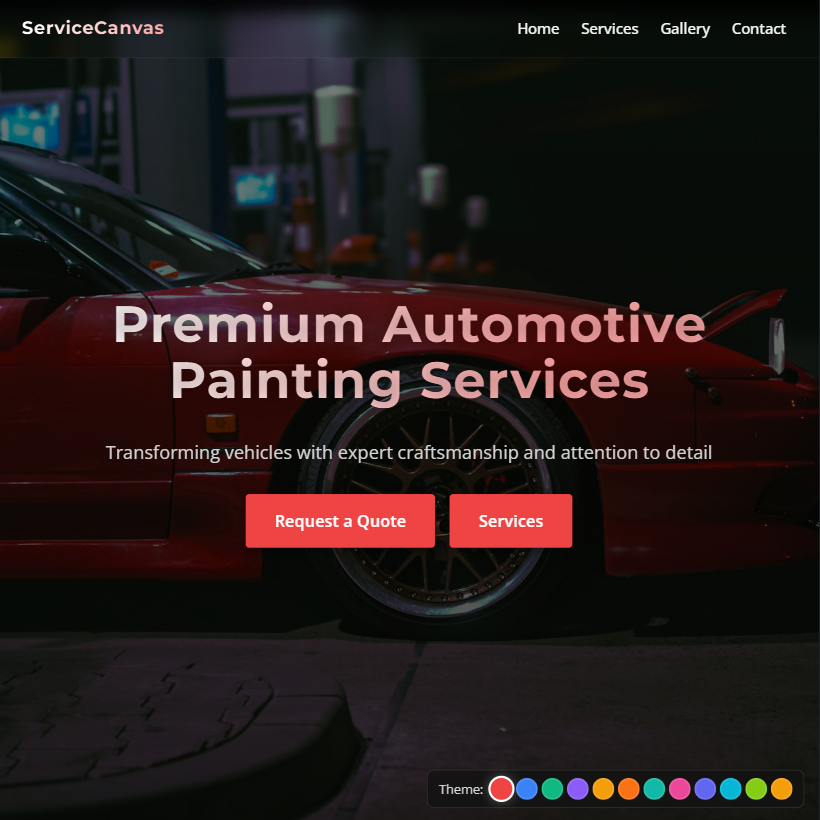 ServiceCanvas
Home Services Gallery Contact
Premium Automotive
Painting Services
Transforming vehicles with expert craftsmanship and attention to detail
Request a Quote Services
Theme: